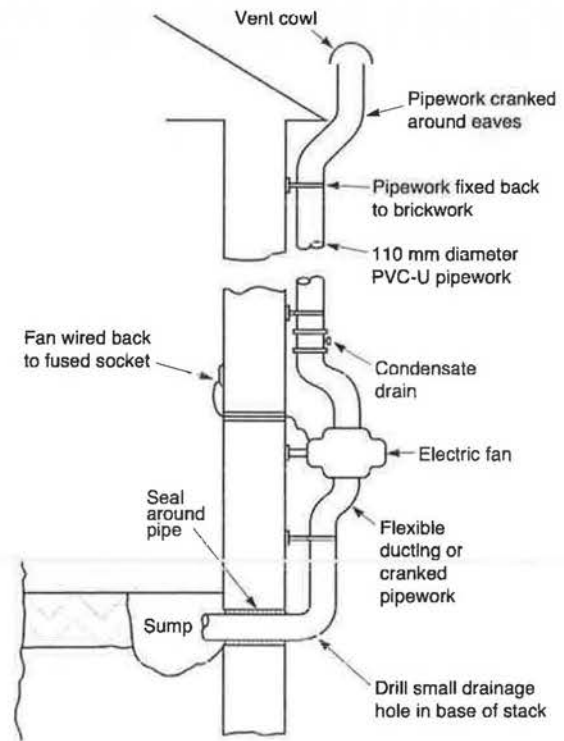 Vent cowl
Pipework cranked
around eaves
Pipework fixed back
to brickwork
110 mm diameter
PVC-U pipework
Fan wired back
to fused socket
Condensate
drain
Electric fan
Seal
around
pipe
Flexible
ducting or
cranked
pipework
Sump
Drill small drainage
hole in base of stack